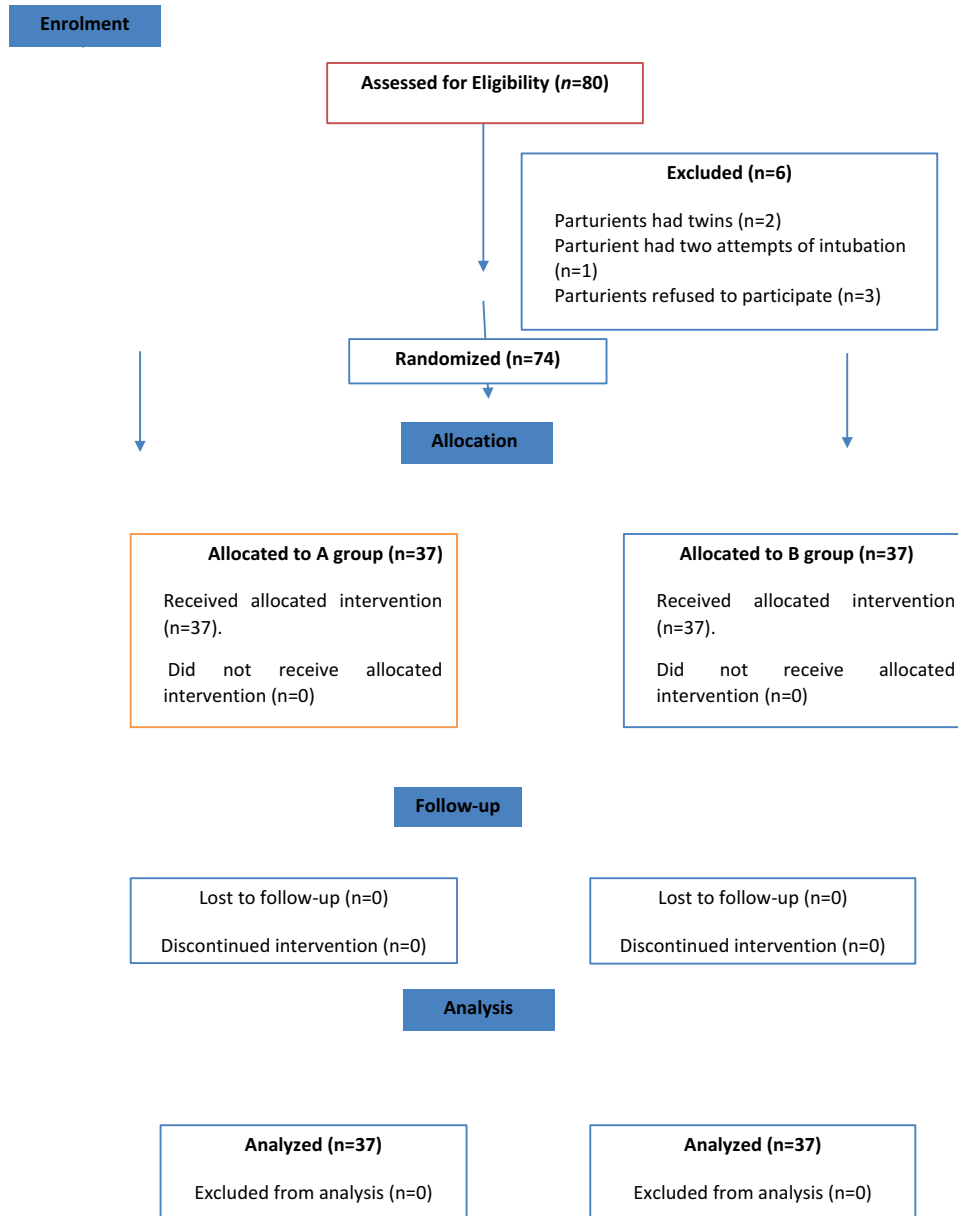 Enrolment
Assessed for Eligibility (n=80)
Excluded (n=6)
Parturients had twins (n=2)
Parturient had two attempts of intubation
(n=1)
Parturients refused to participate (n=3)
Randomized (n=74)
Allocation
Allocated to A group (n=37)
Received allocated intervention
(n=37).
Did not receive allocated
intervention (n=0)
Allocated to B group (n=37)
Received allocated intervention
(n=37).
Did not receive allocated
intervention (n=0)
Follow-up
Lost to follow-up (n=0)
Discontinued intervention (n=0)
Lost to follow-up (n=0)
Discontinued intervention (n=0)
Analysis
Analyzed (n=37)
Excluded from analysis (n=0)
Analyzed (n=37)
Excluded from analysis (n=0)